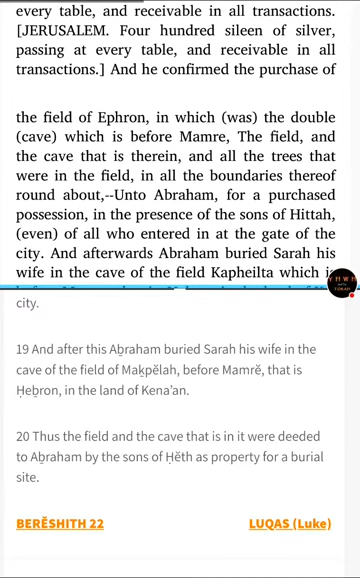 every table, and receivable in all transactions.
[JERUSALEM. Four hundred sileen of silver,
passing at every table, and receivable in all
transactions.] And he confirmed the purchase of
the field of Ephron, in which (was) the double
(cave) which is before Mamre, The field, and
the cave that is therein, and all the trees that
were in the field, in all the boundaries thereof
round about,--Unto Abraham, for a purchased
possession, in the presence of the sons of Hittah,
(even) of all who entered in at the gate of the
city. And afterwards Abraham buried Sarah his
wife in the cave of the field Kapheilta which is
city.
19 And after this Aḇraham buried Sarah his wife in the
cave of the field of Maḵpĕlah, before Mamrĕ, that is
Ḥeḇron, in the land of Kena’an.
20 Thus the field and the cave that is in it were deeded
to Aḇraham by the sons of Ḥĕth as property for a burial
site.
BERĔSHITH 22
LUQAS (Luke)